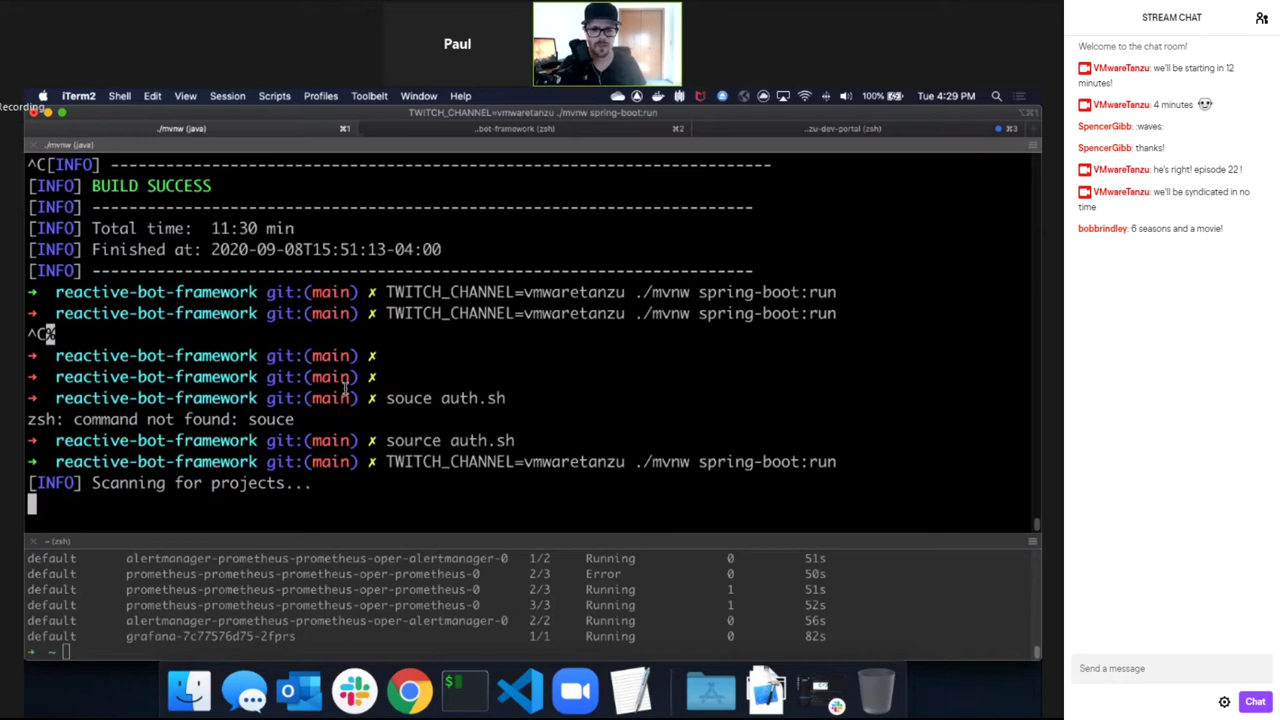 Paul
Recording
iTerm2 Shell Edit View Session Scripts Profiles Toolbelt Window Help 100% Tue 4:29 PM
TWITCH_CHANNEL=vmwaretanzu ./mvnw spring-boot:run ⌥⌘1
./mvnw (java) ⌘1 ..bot-framework (zsh) ⌘2 ..zu-dev-portal (zsh) ⌘3
./mvnw (java)
^C[INFO] ------------------------------------------------------------------------
[INFO] BUILD SUCCESS
[INFO] ------------------------------------------------------------------------
[INFO] Total time:  11:30 min
[INFO] Finished at: 2020-09-08T15:51:13-04:00
[INFO] ------------------------------------------------------------------------
➜  reactive-bot-framework git:(main) ✗ TWITCH_CHANNEL=vmwaretanzu ./mvnw spring-boot:run
➜  reactive-bot-framework git:(main) ✗ TWITCH_CHANNEL=vmwaretanzu ./mvnw spring-boot:run
^C%
➜  reactive-bot-framework git:(main) ✗
➜  reactive-bot-framework git:(main) ✗
➜  reactive-bot-framework git:(main) ✗ souce auth.sh
zsh: command not found: souce
➜  reactive-bot-framework git:(main) ✗ source auth.sh
➜  reactive-bot-framework git:(main) ✗ TWITCH_CHANNEL=vmwaretanzu ./mvnw spring-boot:run
[INFO] Scanning for projects...
~ (zsh)
default alertmanager-prometheus-prometheus-oper-alertmanager-0 1/2 Running 0 51s
default prometheus-prometheus-prometheus-oper-prometheus-0 2/3 Error 0 50s
default prometheus-prometheus-prometheus-oper-prometheus-0 2/3 Running 1 51s
default prometheus-prometheus-prometheus-oper-prometheus-0 3/3 Running 1 52s
default alertmanager-prometheus-prometheus-oper-alertmanager-0 2/2 Running 0 56s
default grafana-7c77576d75-2fprs 1/1 Running 0 82s
➜  ~
STREAM CHAT
Welcome to the chat room!
VMwareTanzu: we'll be starting in 12
minutes!
VMwareTanzu: 4 minutes
SpencerGibb: :waves:
SpencerGibb: thanks!
VMwareTanzu: he's right! episode 22 !
VMwareTanzu: we'll be syndicated in no
time
bobbrindley: 6 seasons and a movie!
Send a message
Chat